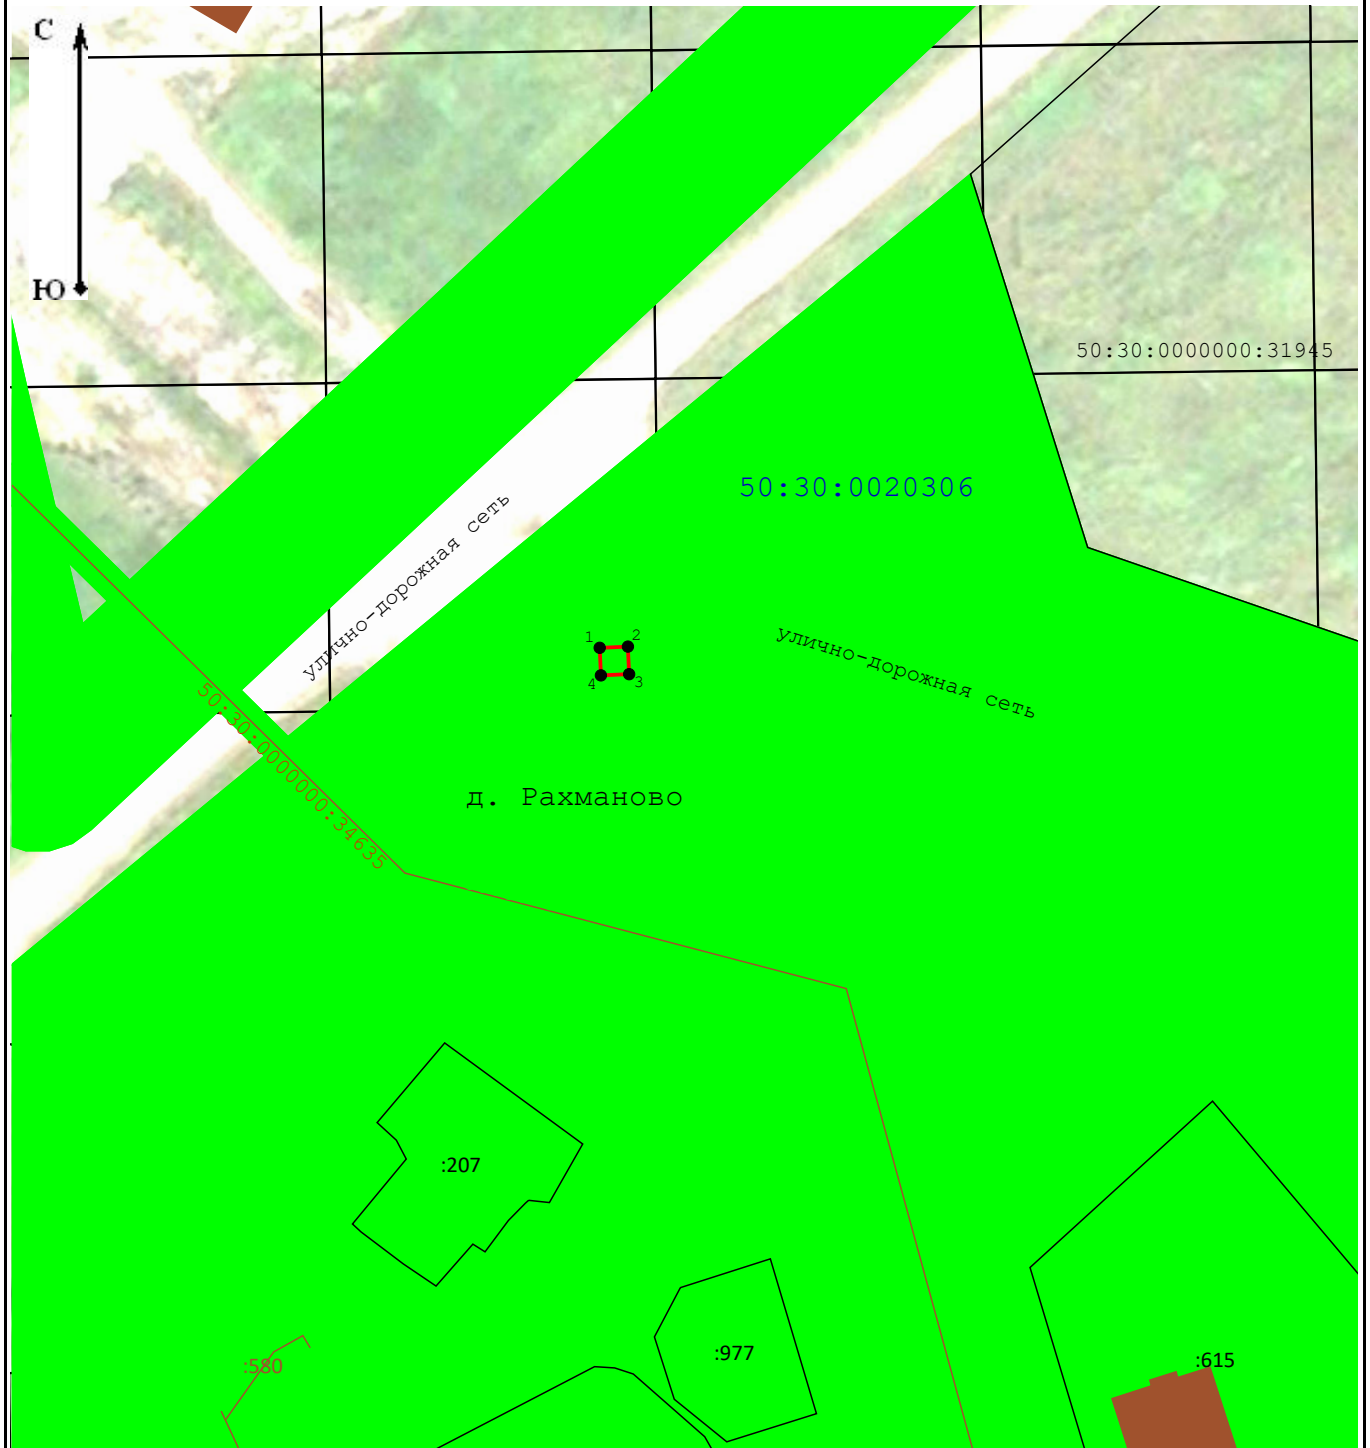 С
Ю
50:30:0000000:31945
50:30:0020306
улично-дорожная сеть
улично-дорожная сеть
1
2
3
4
50:30:0000000:34635
д. Рахманово
:207
:977
:580
:615